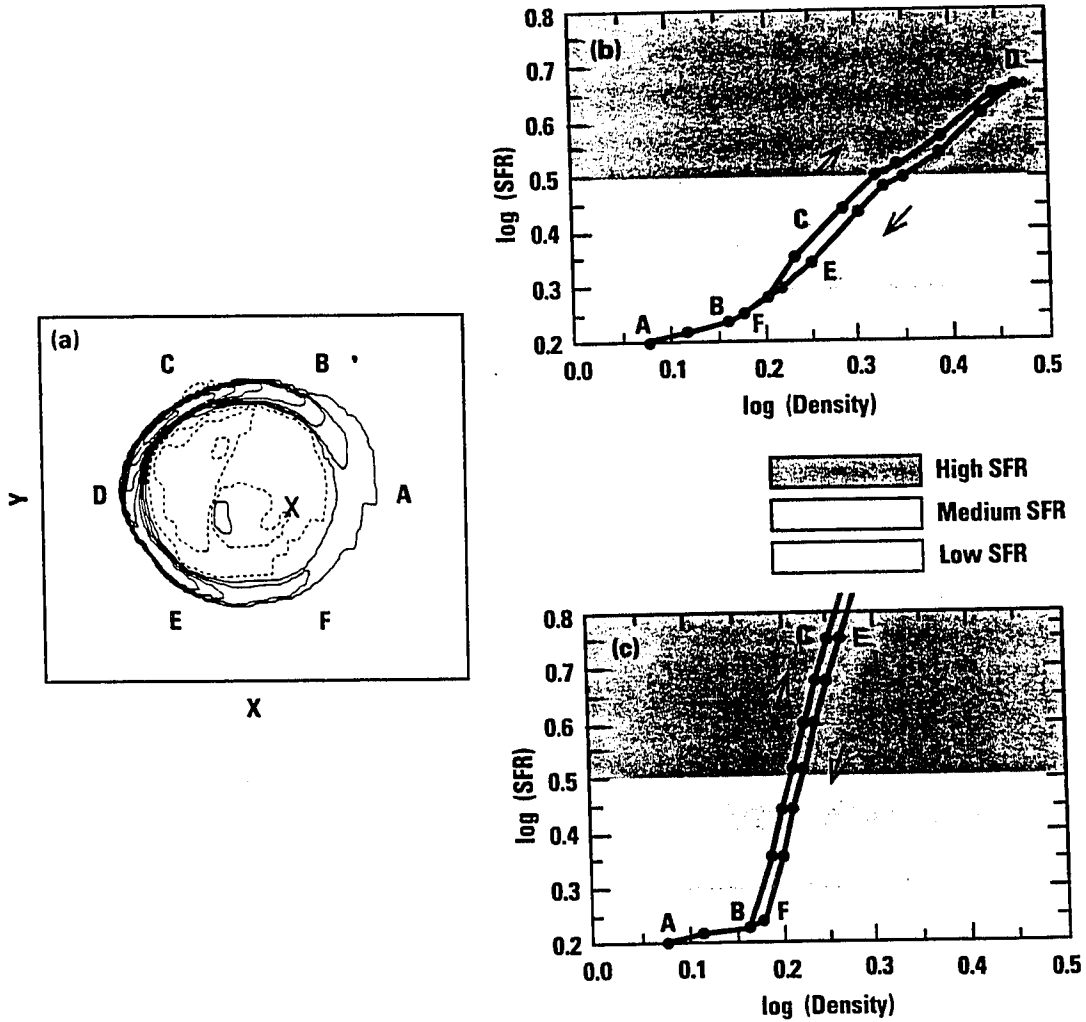 (a)
C B
D A
X
E F
Y
X
(b)
0.8
0.7
0.6
0.5
0.4
0.3
0.2
log (SFR)
D
C
E
B
A
F
0.0 0.1 0.2 0.3 0.4 0.5
log (Density)
High SFR
Medium SFR
Low SFR
(c)
0.8
0.7
0.6
0.5
0.4
0.3
0.2
log (SFR)
C E
B F
A
0.0 0.1 0.2 0.3 0.4 0.5
log (Density)